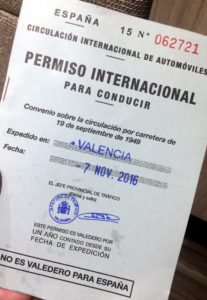 ESPAÑA 15 Nº 062721
CIRCULACIÓN INTERNACIONAL DE AUTOMÓVILES
PERMISO INTERNACIONAL
PARA CONDUCIR
Convenio sobre la circulación por carretera de
19 de septiembre de 1949
Expedido en: VALENCIA
Fecha: - 7 NOV. 2016
EL JEFE PROVINCIAL DE TRÁFICO
ESTE PERMISO ES VALEDERO POR
UN AÑO CONTADO DESDE SU
FECHA DE EXPEDICIÓN
NO ES VALEDERO PARA ESPAÑA